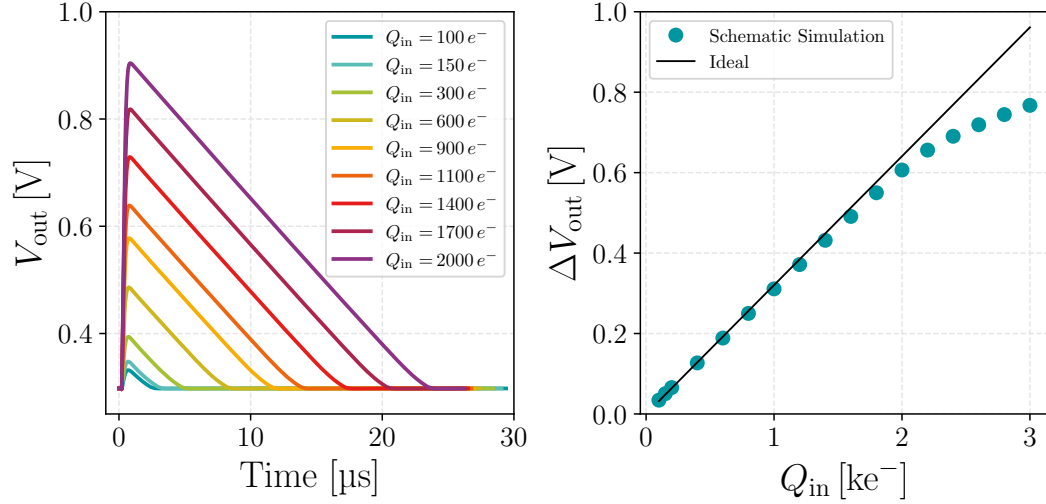 1.0
0.8
0.6
0.4
V_out [V]
0 10 20 30
Time [µs]
Q_in = 100 e⁻
Q_in = 150 e⁻
Q_in = 300 e⁻
Q_in = 600 e⁻
Q_in = 900 e⁻
Q_in = 1100 e⁻
Q_in = 1400 e⁻
Q_in = 1700 e⁻
Q_in = 2000 e⁻
1.0
0.8
0.6
0.4
0.2
0.0
ΔV_out [V]
0 1 2 3
Q_in [ke⁻]
Schematic Simulation
Ideal